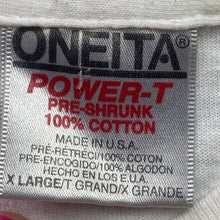 ONEITA®
POWER-T
PRE-SHRUNK
100% COTTON
MADE IN U.S.A.
PRÉ-RÉTRÉCI/100% COTON
PRE-ENCOGIDO/100% ALGODON
HECHO EN LOS E U A
X LARGE/T GRAND/X GRANDE